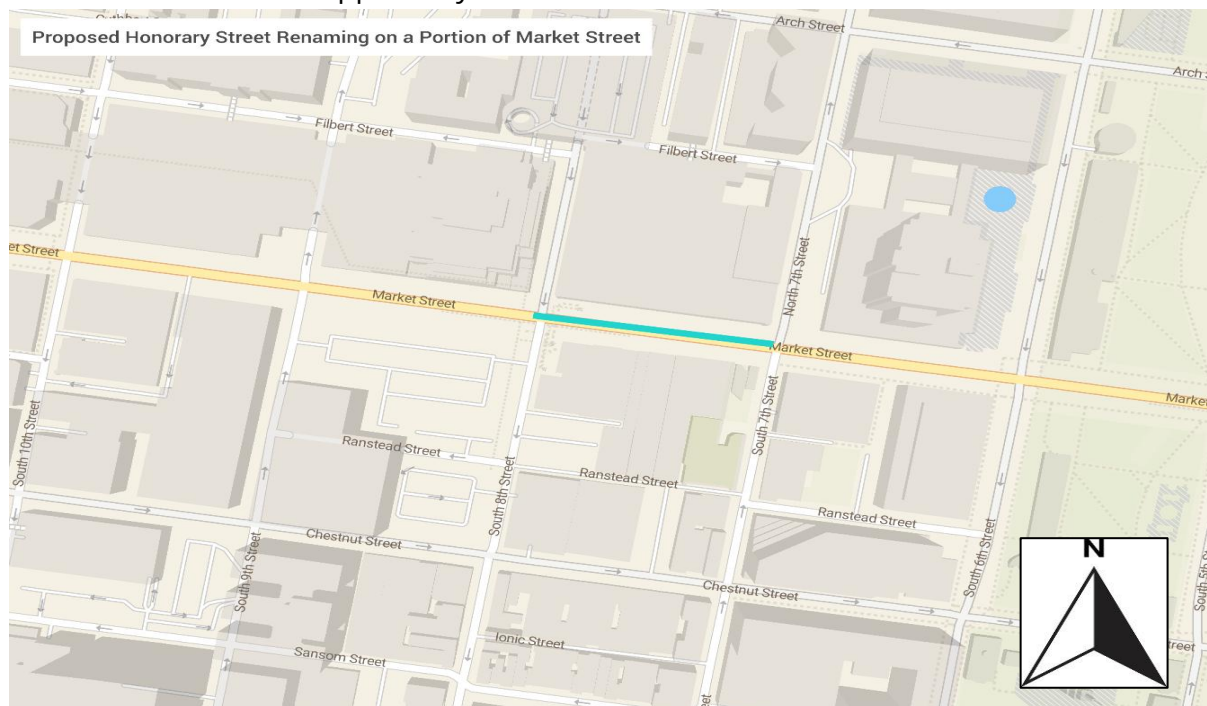 Arch Street
Proposed Honorary Street Renaming on a Portion of Market Street
Arch
Filbert Street
Filbert Street
et Street
North 7th Street
Market Street
Market Street
Market
South 10th Street
South 7th Street
Ranstead Street
South 8th Street
Ranstead Street
Ranstead Street
Chestnut Street
N
South 9th Street
South 6th Street
Chestnut Street
Ionic Street
Sansom Street
treet